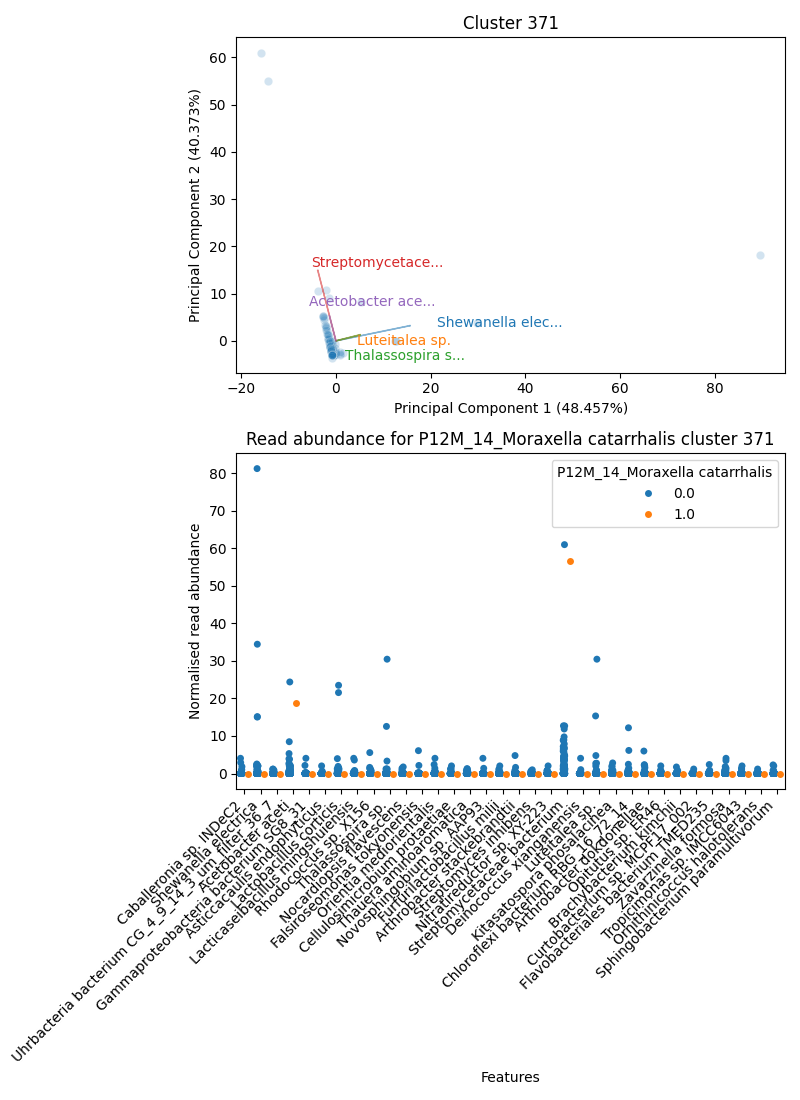 Cluster 371
60
50
40
30
20
10
0
Principal Component 2 (40.373%)
Streptomycetace...
Acetobacter ace...
Shewanella elec...
Luteitalea sp.
Thalassospira s...
−20
0
20
40
60
80
Principal Component 1 (48.457%)
Read abundance for P12M_14_Moraxella catarrhalis cluster 371
P12M_14_Moraxella catarrhalis
0.0
1.0
80
70
60
50
40
30
20
10
0
Normalised read abundance
Caballeronia sp. INDeC2
Shewanella electrica
Uhrbacteria bacterium CG_4_9_14_3_um_filter_36_7
Acetobacter aceti
Gammaproteobacteria bacterium SG8_31
Asticcacaulis endophyticus
Lactobacillus corticis
Lacticaseibacillus mingshuiensis
Rhodococcus sp. X156
Thalassospira sp.
Nocardiopsis flavescens
Falsiroseomonas tokyonensis
Orientia mediorientalis
Cellulosimicrobium protaetiae
Thauera aminoaromatica
Novosphingobium sp. AAP93
Furfurilactobacillus milii
Arthrobacter stackebrandtii
Streptomyces inhibens
Nitratireductor sp. XY-223
Streptomycetaceae bacterium
Deinococcus xianganensis
Luteitalea sp.
Kitasatospora phosalacinea
Chloroflexi bacterium RBG_16_72_14
Arthrobacter dokdonellae
Opitutus sp. ER46
Brachybacterium kimchii
Curtobacterium sp. MCPF17_002
Flavobacteriales bacterium TMED235
Zavarzinella formosa
Tropicimonas sp. IMCC6043
Ornithinicoccus halotolerans
Sphingobacterium paramultivorum
Features